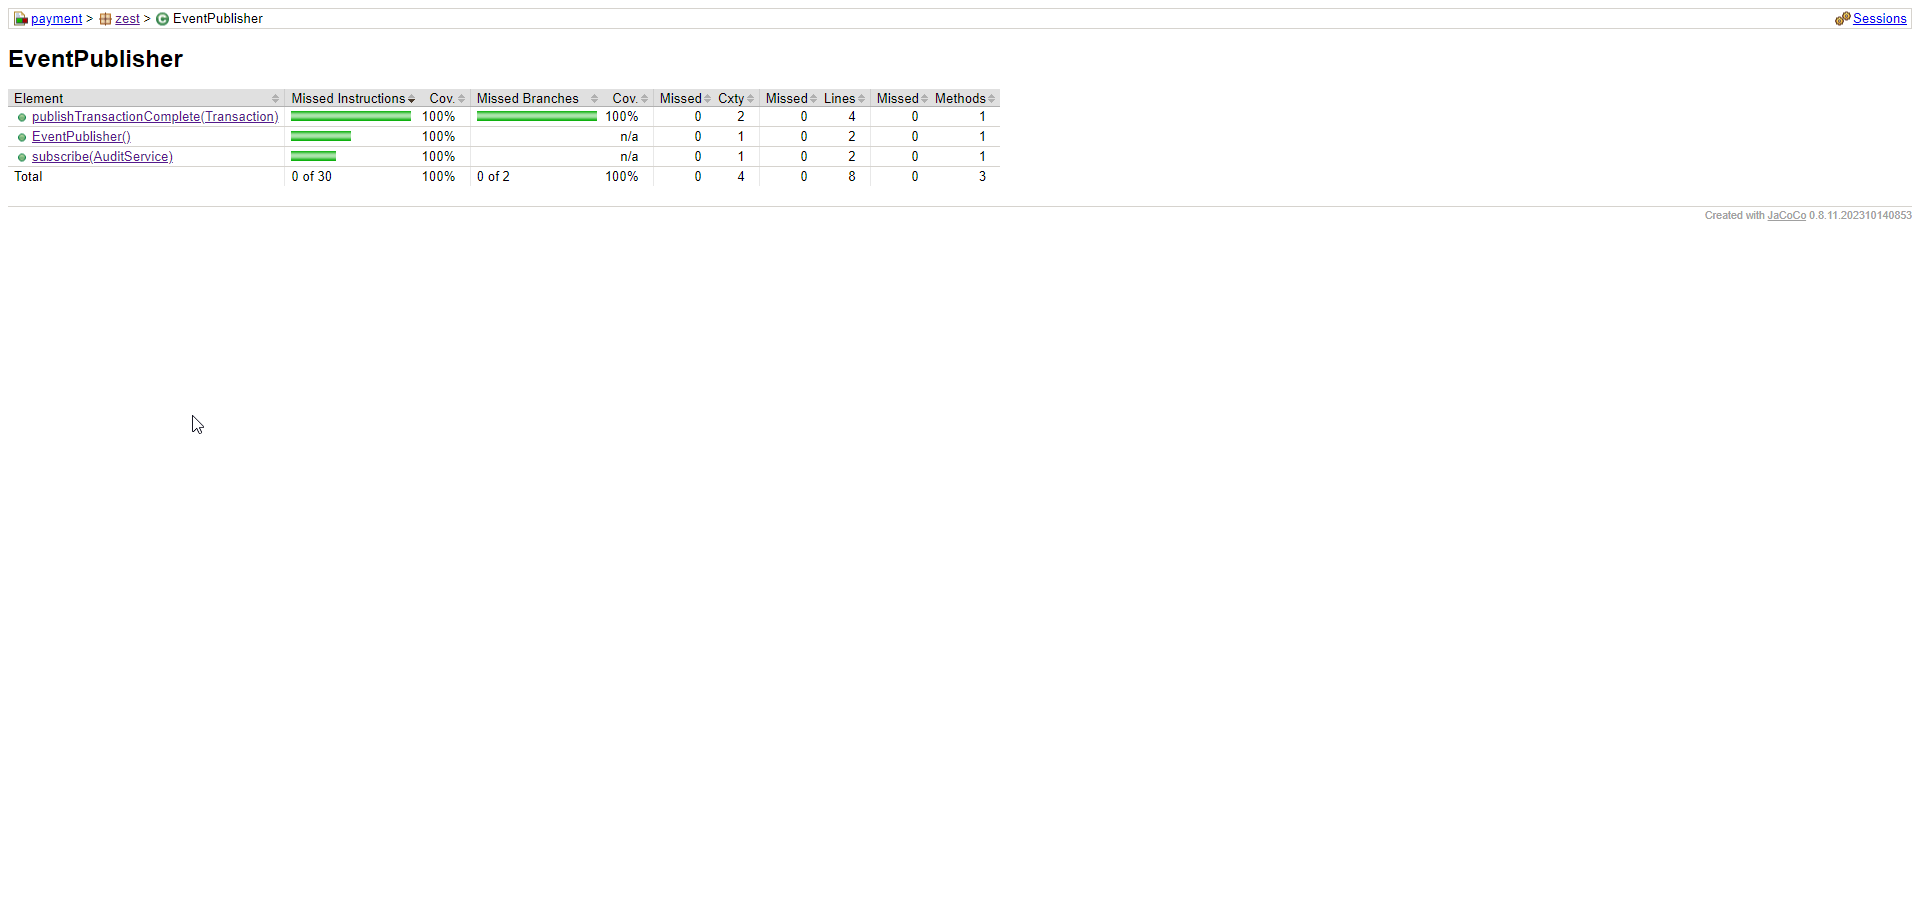 payment > zest > EventPublisher Sessions
EventPublisher
Element Missed Instructions Cov. Missed Branches Cov. Missed Cxty Missed Lines Missed Methods
publishTransactionComplete(Transaction) 100% 100% 0 2 0 4 0 1
EventPublisher() 100% n/a 0 1 0 2 0 1
subscribe(AuditService) 100% n/a 0 1 0 2 0 1
Total 0 of 30 100% 0 of 2 100% 0 4 0 8 0 3
Created with JaCoCo 0.8.11.202310140853